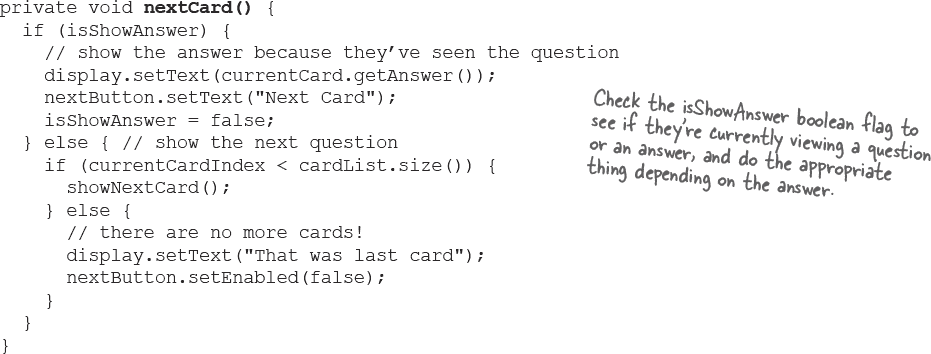 private void nextCard() {
  if (isShowAnswer) {
    // show the answer because they've seen the question
    display.setText(currentCard.getAnswer());
    nextButton.setText("Next Card");
    isShowAnswer = false;
  } else { // show the next question
    if (currentCardIndex < cardList.size()) {
      showNextCard();
    } else {
      // there are no more cards!
      display.setText("That was last card");
      nextButton.setEnabled(false);
    }
  }
}
Check the isShowAnswer boolean flag to
see if they're currently viewing a question
or an answer, and do the appropriate
thing depending on the answer.